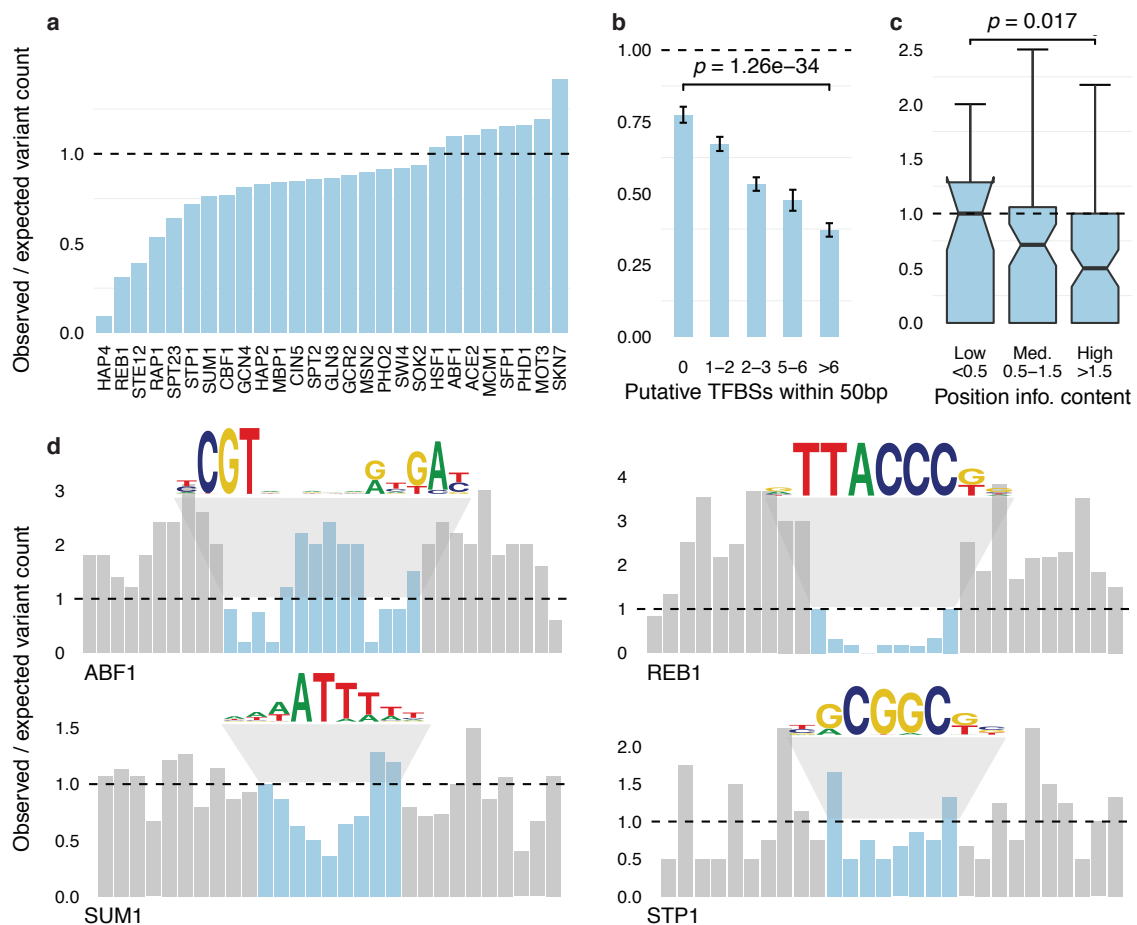 a
Observed / expected variant count
1.0
0.5
0.0
HAP4
REB1
STE12
RAP1
SPT23
STP1
SUM1
CBF1
GCN4
HAP2
MBP1
CIN5
SPT2
GLN3
GCR2
MSN2
PHO2
SWI4
SOK2
HSF1
ABF1
ACE2
MCM1
SFP1
PHD1
MOT3
SKN7
b
1.00
p = 1.26e−34
0.75
0.50
0.25
0.00
0 1−2 2−3 5−6 >6
Putative TFBSs within 50bp
c
p = 0.017
2.5
2.0
1.5
1.0
0.5
0.0
Low Med. High
<0.5 0.5−1.5 >1.5
Position info. content
d
Observed / expected variant count
CGT
GA
3
2
1
0
ABF1
TTACCC
4
3
2
1
0
REB1
ATTTT
1.5
1.0
0.5
0.0
SUM1
GCGGCG
2.0
1.5
1.0
0.5
0.0
STP1